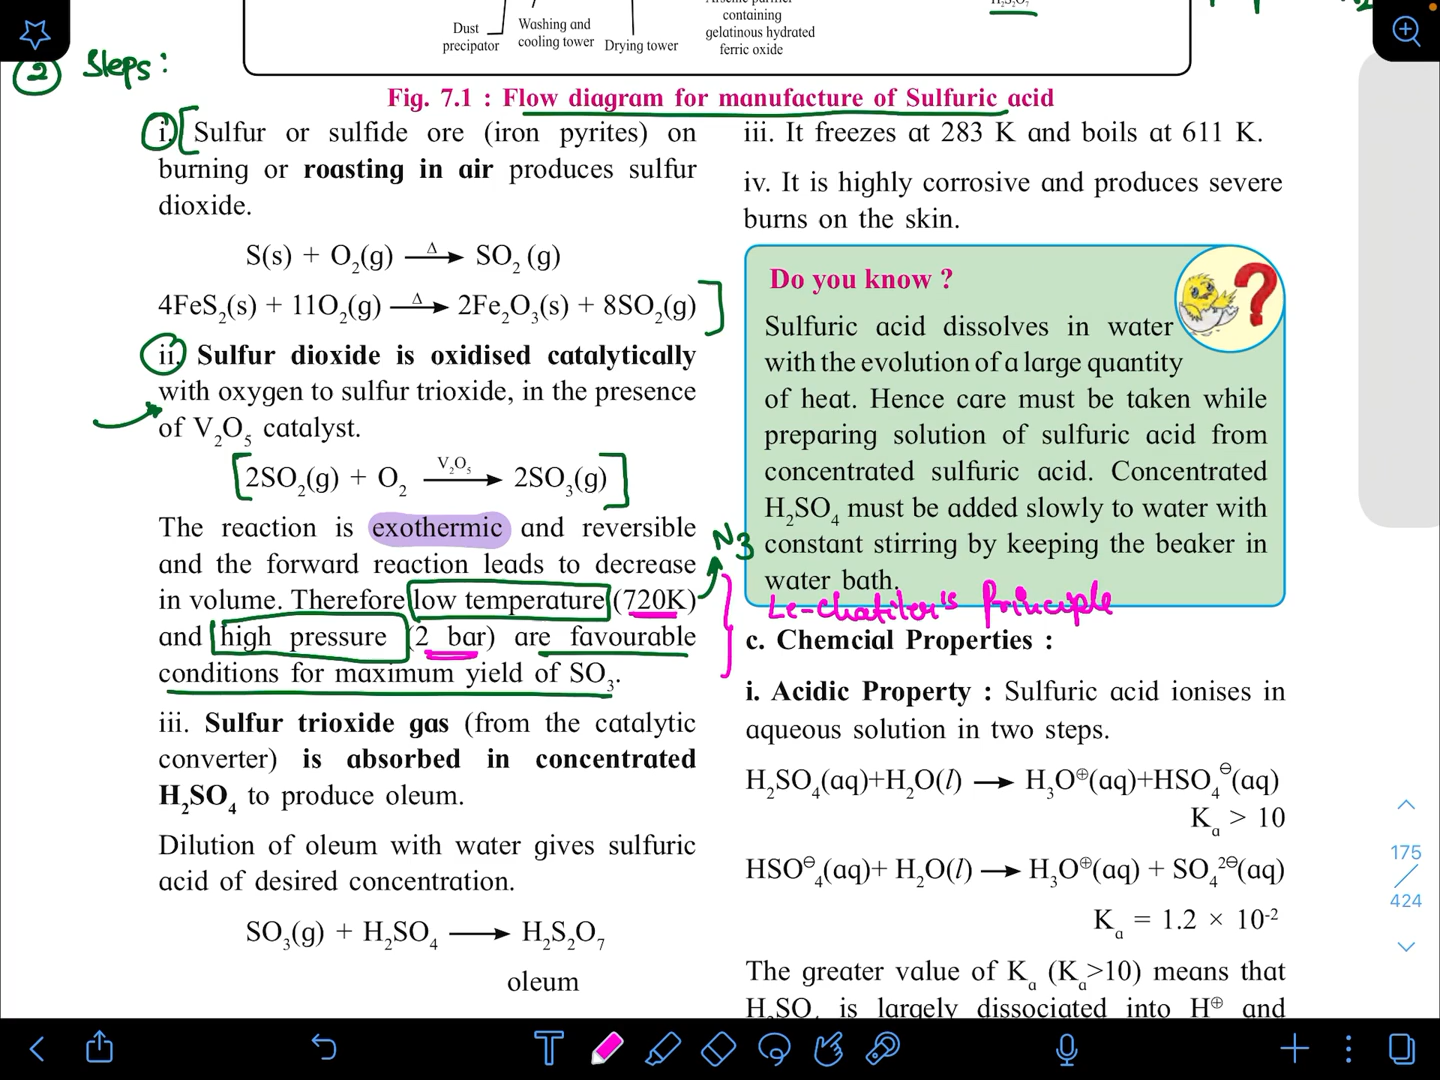 containing
Dust
Washing and
gelatinous hydrated
precipator
cooling tower
Drying tower
ferric oxide
H₂S₂O₇
② Steps:
Fig. 7.1 : Flow diagram for manufacture of Sulfuric acid
i. Sulfur or sulfide ore (iron pyrites) on
burning or roasting in air produces sulfur
dioxide.
S(s) + O₂(g) —Δ→ SO₂ (g)
4FeS₂(s) + 11O₂(g) —Δ→ 2Fe₂O₃(s) + 8SO₂(g)
ii. Sulfur dioxide is oxidised catalytically
with oxygen to sulfur trioxide, in the presence
of V₂O₅ catalyst.
2SO₂(g) + O₂ —V₂O₅→ 2SO₃(g)
The reaction is exothermic and reversible
and the forward reaction leads to decrease
in volume. Therefore low temperature (720K)
and high pressure (2 bar) are favourable
conditions for maximum yield of SO₃.
iii. Sulfur trioxide gas (from the catalytic
converter) is absorbed in concentrated
H₂SO₄ to produce oleum.
Dilution of oleum with water gives sulfuric
acid of desired concentration.
SO₃(g) + H₂SO₄ ⟶ H₂S₂O₇
oleum
iii. It freezes at 283 K and boils at 611 K.
iv. It is highly corrosive and produces severe
burns on the skin.
Do you know ?
Sulfuric acid dissolves in water
with the evolution of a large quantity
of heat. Hence care must be taken while
preparing solution of sulfuric acid from
concentrated sulfuric acid. Concentrated
H₂SO₄ must be added slowly to water with
constant stirring by keeping the beaker in
water bath.
N3
Le-chatiler's Principle
c. Chemcial Properties :
i. Acidic Property : Sulfuric acid ionises in
aqueous solution in two steps.
H₂SO₄(aq)+H₂O(l) ⟶ H₃O⊕(aq)+HSO₄⊖(aq)
Kₐ > 10
HSO⊖₄(aq)+ H₂O(l) ⟶ H₃O⊕(aq) + SO₄²⊖(aq)
Kₐ = 1.2 × 10⁻²
The greater value of Kₐ (Kₐ>10) means that
H₂SO₄ is largely dissociated into H⊕ and
175
424